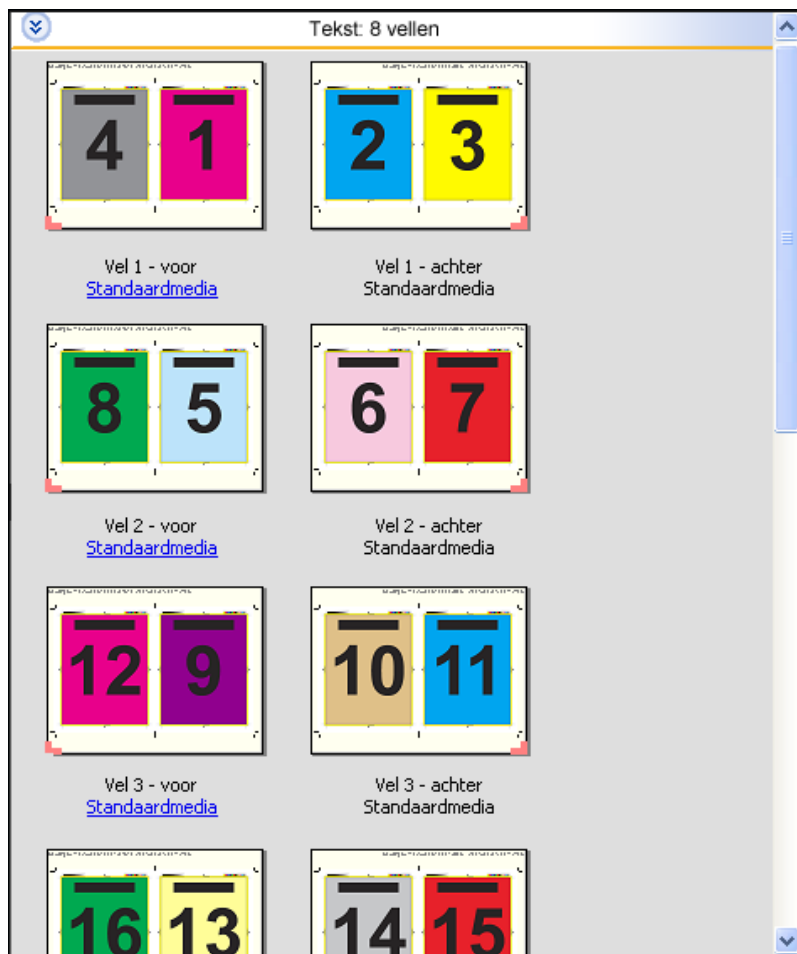 Tekst: 8 vellen
4 1 2 3
Vel 1 - voor Vel 1 - achter
Standaardmedia Standaardmedia
8 5 6 7
Vel 2 - voor Vel 2 - achter
Standaardmedia Standaardmedia
12 9 10 11
Vel 3 - voor Vel 3 - achter
Standaardmedia Standaardmedia
16 13 14 15